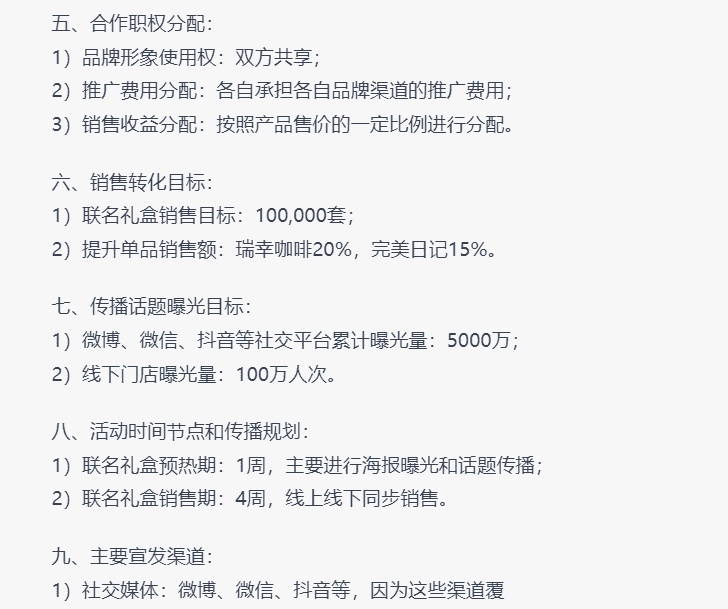 五、合作职权分配：
1）品牌形象使用权：双方共享；
2）推广费用分配：各自承担各自品牌渠道的推广费用；
3）销售收益分配：按照产品售价的一定比例进行分配。
六、销售转化目标：
1）联名礼盒销售目标：100,000套；
2）提升单品销售额：瑞幸咖啡20%，完美日记15%。
七、传播话题曝光目标：
1）微博、微信、抖音等社交平台累计曝光量：5000万；
2）线下门店曝光量：100万人次。
八、活动时间节点和传播规划：
1）联名礼盒预热期：1周，主要进行海报曝光和话题传播；
2）联名礼盒销售期：4周，线上线下同步销售。
九、主要宣发渠道：
1）社交媒体：微博、微信、抖音等，因为这些渠道覆